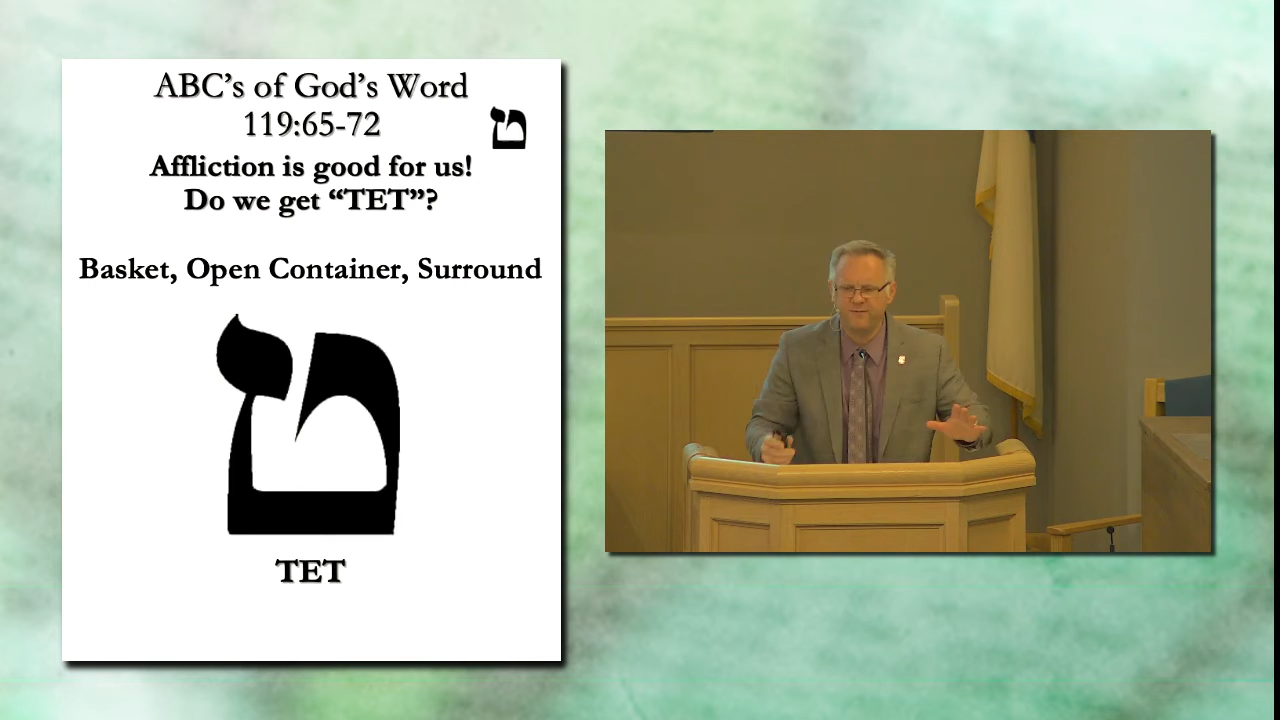 ABC’s of God’s Word
119:65-72
ט
Affliction is good for us!
Do we get “TET”?
Basket, Open Container, Surround
ט
TET